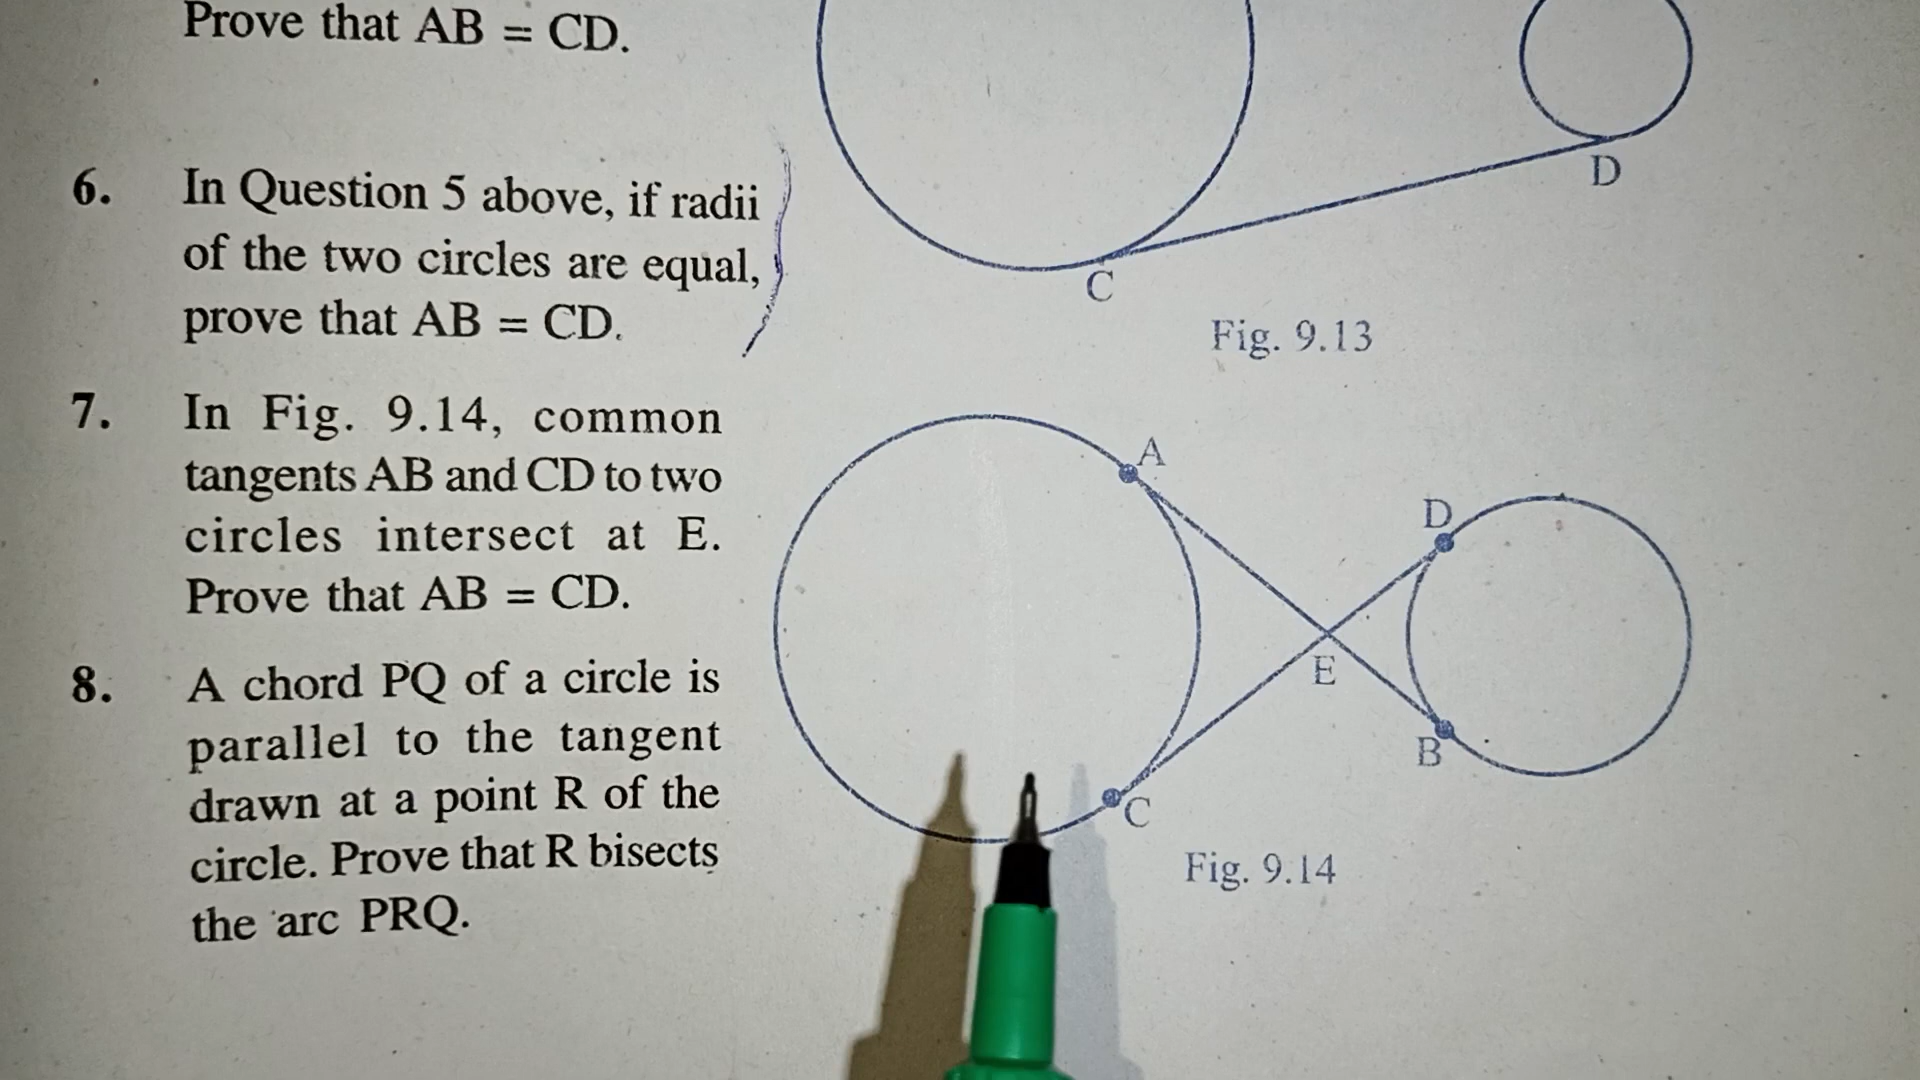 Prove that AB = CD.
6. In Question 5 above, if radii
of the two circles are equal,
prove that AB = CD.
D
C
Fig. 9.13
7. In Fig. 9.14, common
tangents AB and CD to two
circles intersect at E.
Prove that AB = CD.
A
D
E
B
C
Fig. 9.14
8. A chord PQ of a circle is
parallel to the tangent
drawn at a point R of the
circle. Prove that R bisects
the arc PRQ.